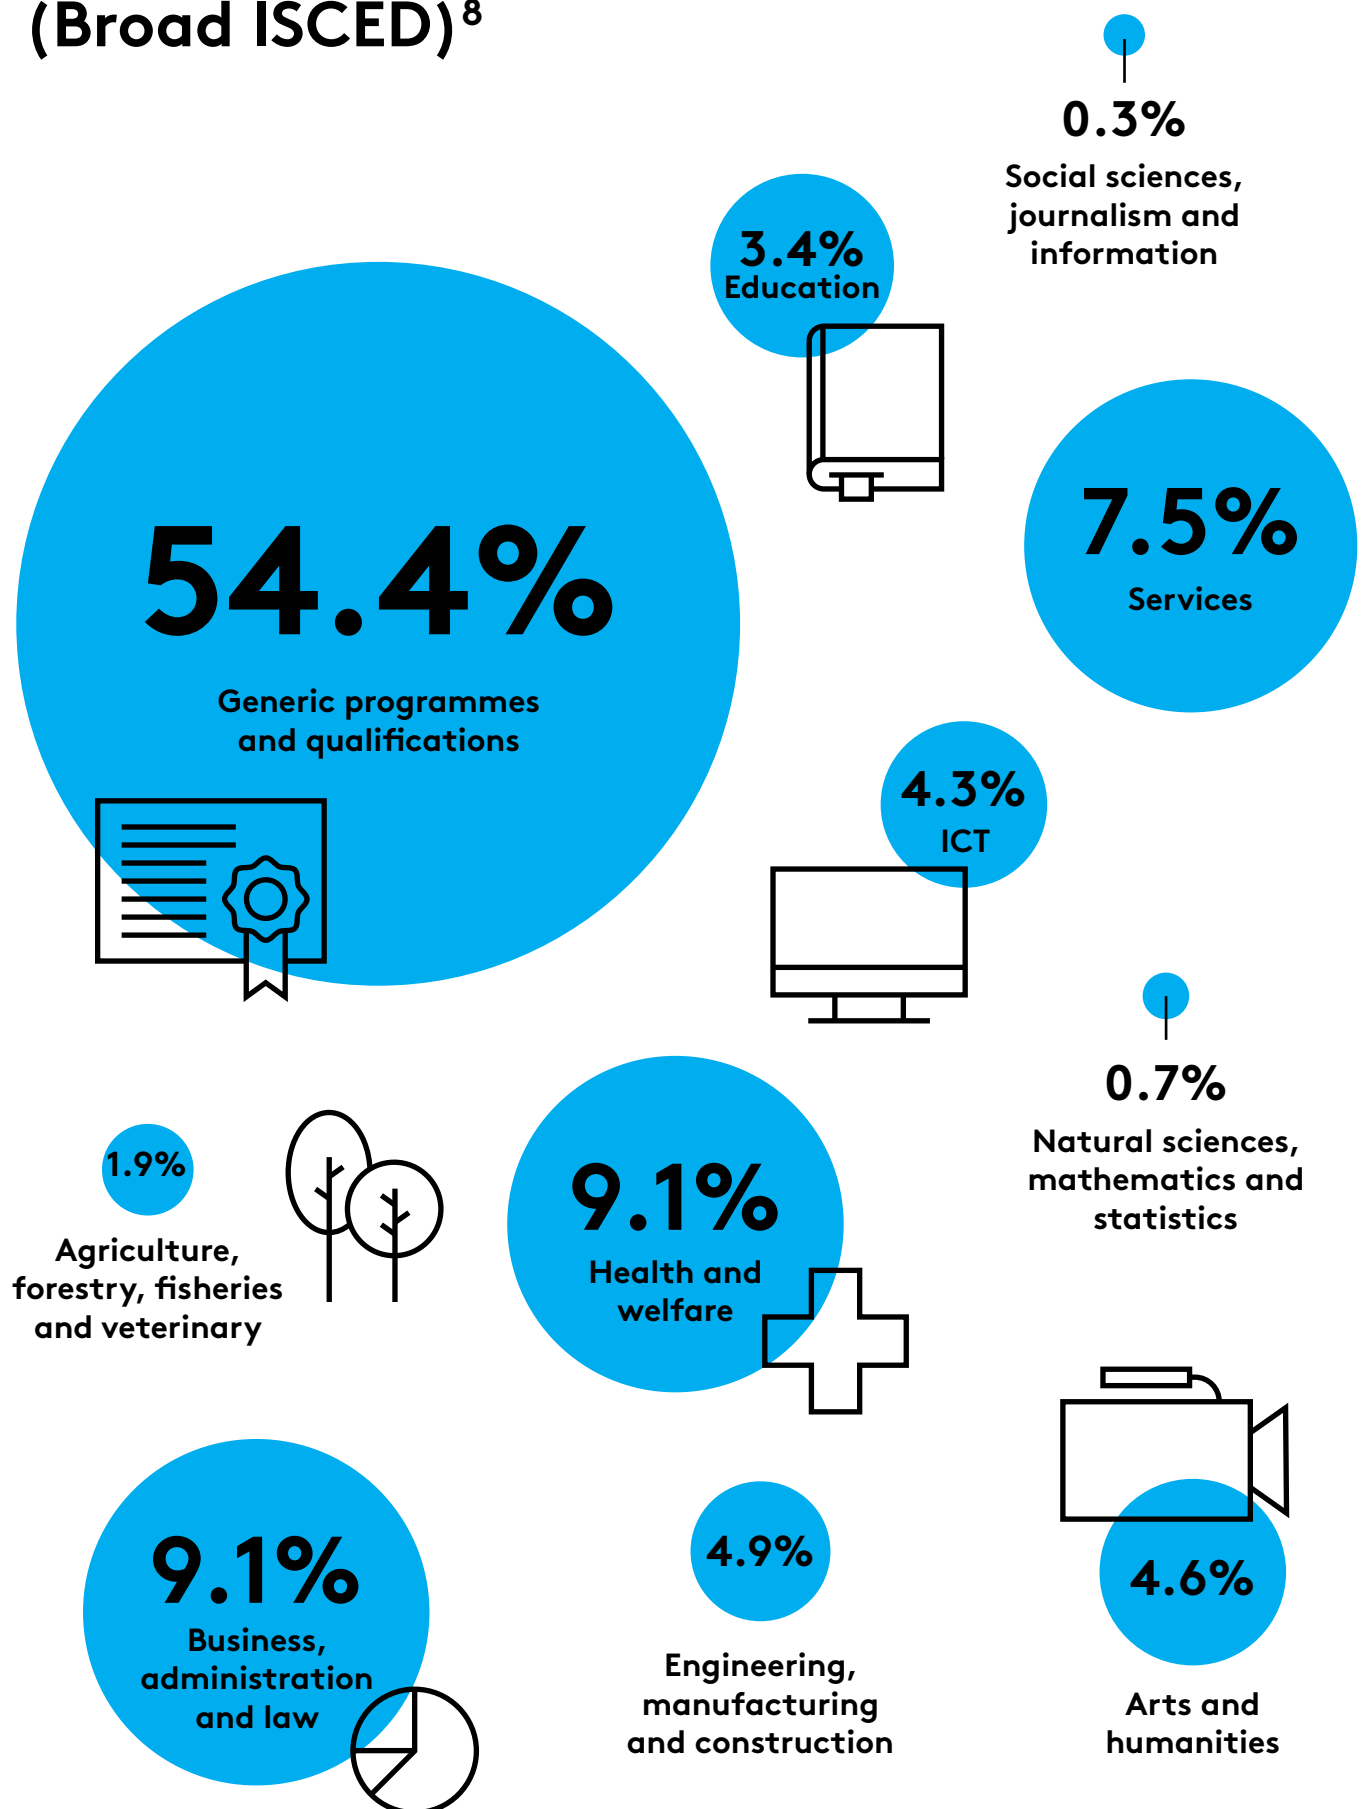 (Broad ISCED)⁸
0.3%
Social sciences,
journalism and
information
3.4%
Education
7.5%
Services
54.4%
Generic programmes
and qualifications
4.3%
ICT
0.7%
Natural sciences,
mathematics and
statistics
1.9%
Agriculture,
forestry, fisheries
and veterinary
9.1%
Health and
welfare
9.1%
Business,
administration
and law
4.9%
Engineering,
manufacturing
and construction
4.6%
Arts and
humanities